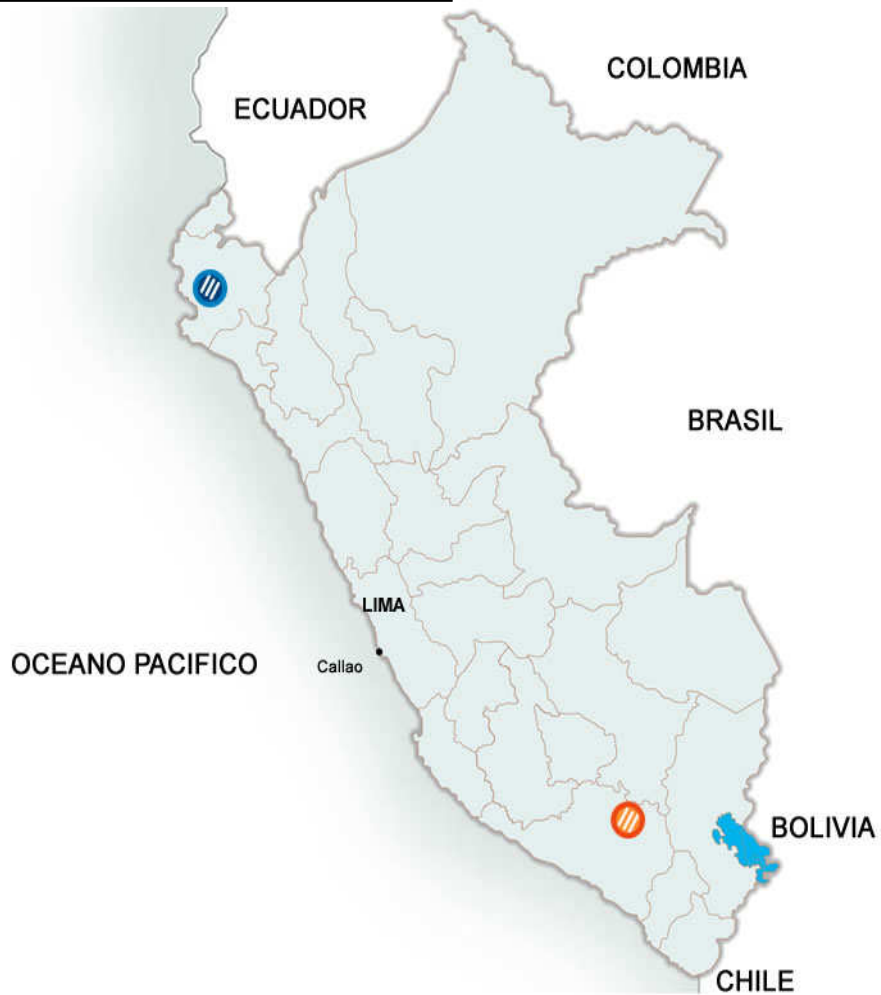 COLOMBIA
ECUADOR
BRASIL
LIMA
OCEANO PACIFICO
Callao
BOLIVIA
CHILE